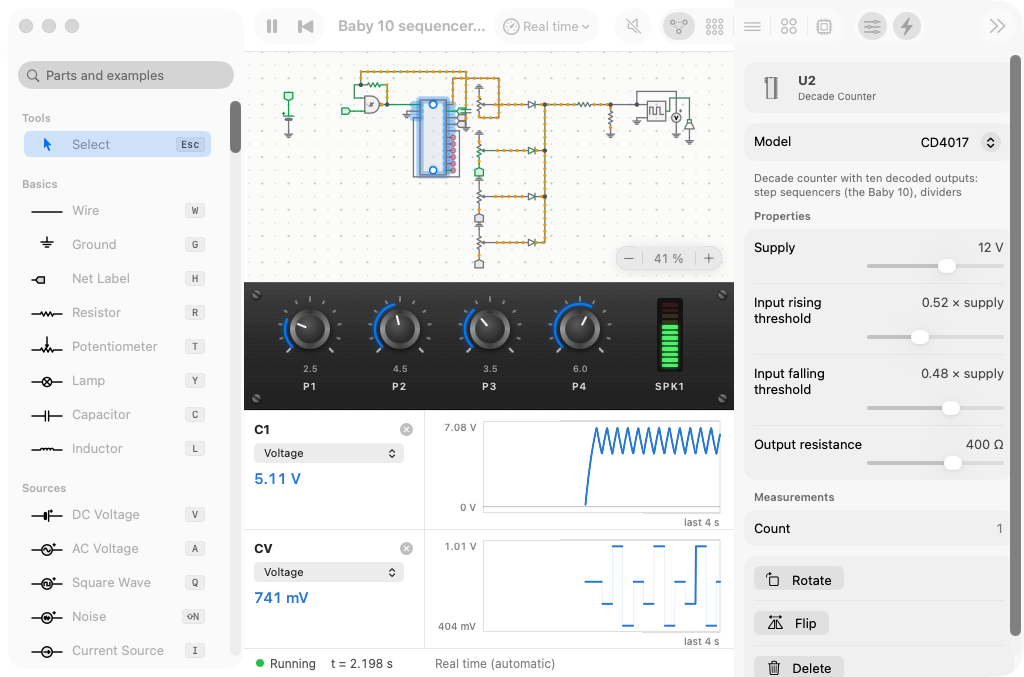 Baby 10 sequencer...
Real time
Parts and examples
Tools
Select Esc
Basics
Wire W
Ground G
Net Label H
Resistor R
Potentiometer T
Lamp Y
Capacitor C
Inductor L
Sources
DC Voltage V
AC Voltage A
Square Wave Q
Noise ⇧N
Current Source I
41 %
2.5
P1
4.5
P2
3.5
P3
6.0
P4
SPK1
C1
Voltage
5.11 V
7.08 V
0 V
last 4 s
CV
Voltage
741 mV
1.01 V
404 mV
last 4 s
Running t = 2.198 s Real time (automatic)
U2
Decade Counter
Model CD4017
Decade counter with ten decoded outputs:
step sequencers (the Baby 10), dividers
Properties
Supply 12 V
Input rising 0.52 × supply
threshold
Input falling 0.48 × supply
threshold
Output resistance 400 Ω
Measurements
Count 1
Rotate
Flip
Delete